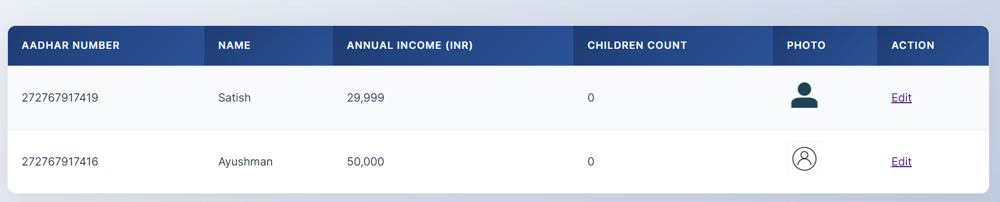 AADHAR NUMBER NAME ANNUAL INCOME (INR) CHILDREN COUNT PHOTO ACTION
272767917419 Satish 29,999 0 Edit
272767917416 Ayushman 50,000 0 Edit